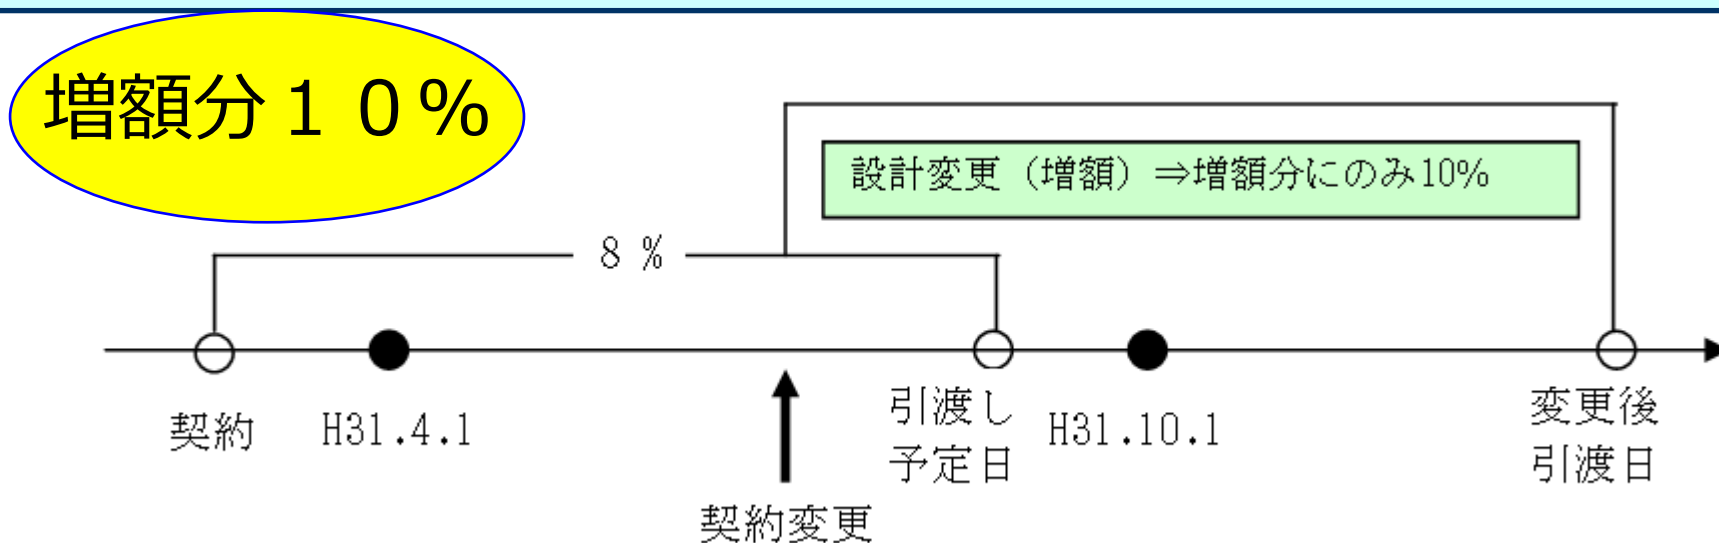 増額分１０％
設計変更（増額）⇒増額分にのみ10%
8 %
契約
H31.4.1
契約変更
引渡し
予定日
H31.10.1
変更後
引渡日